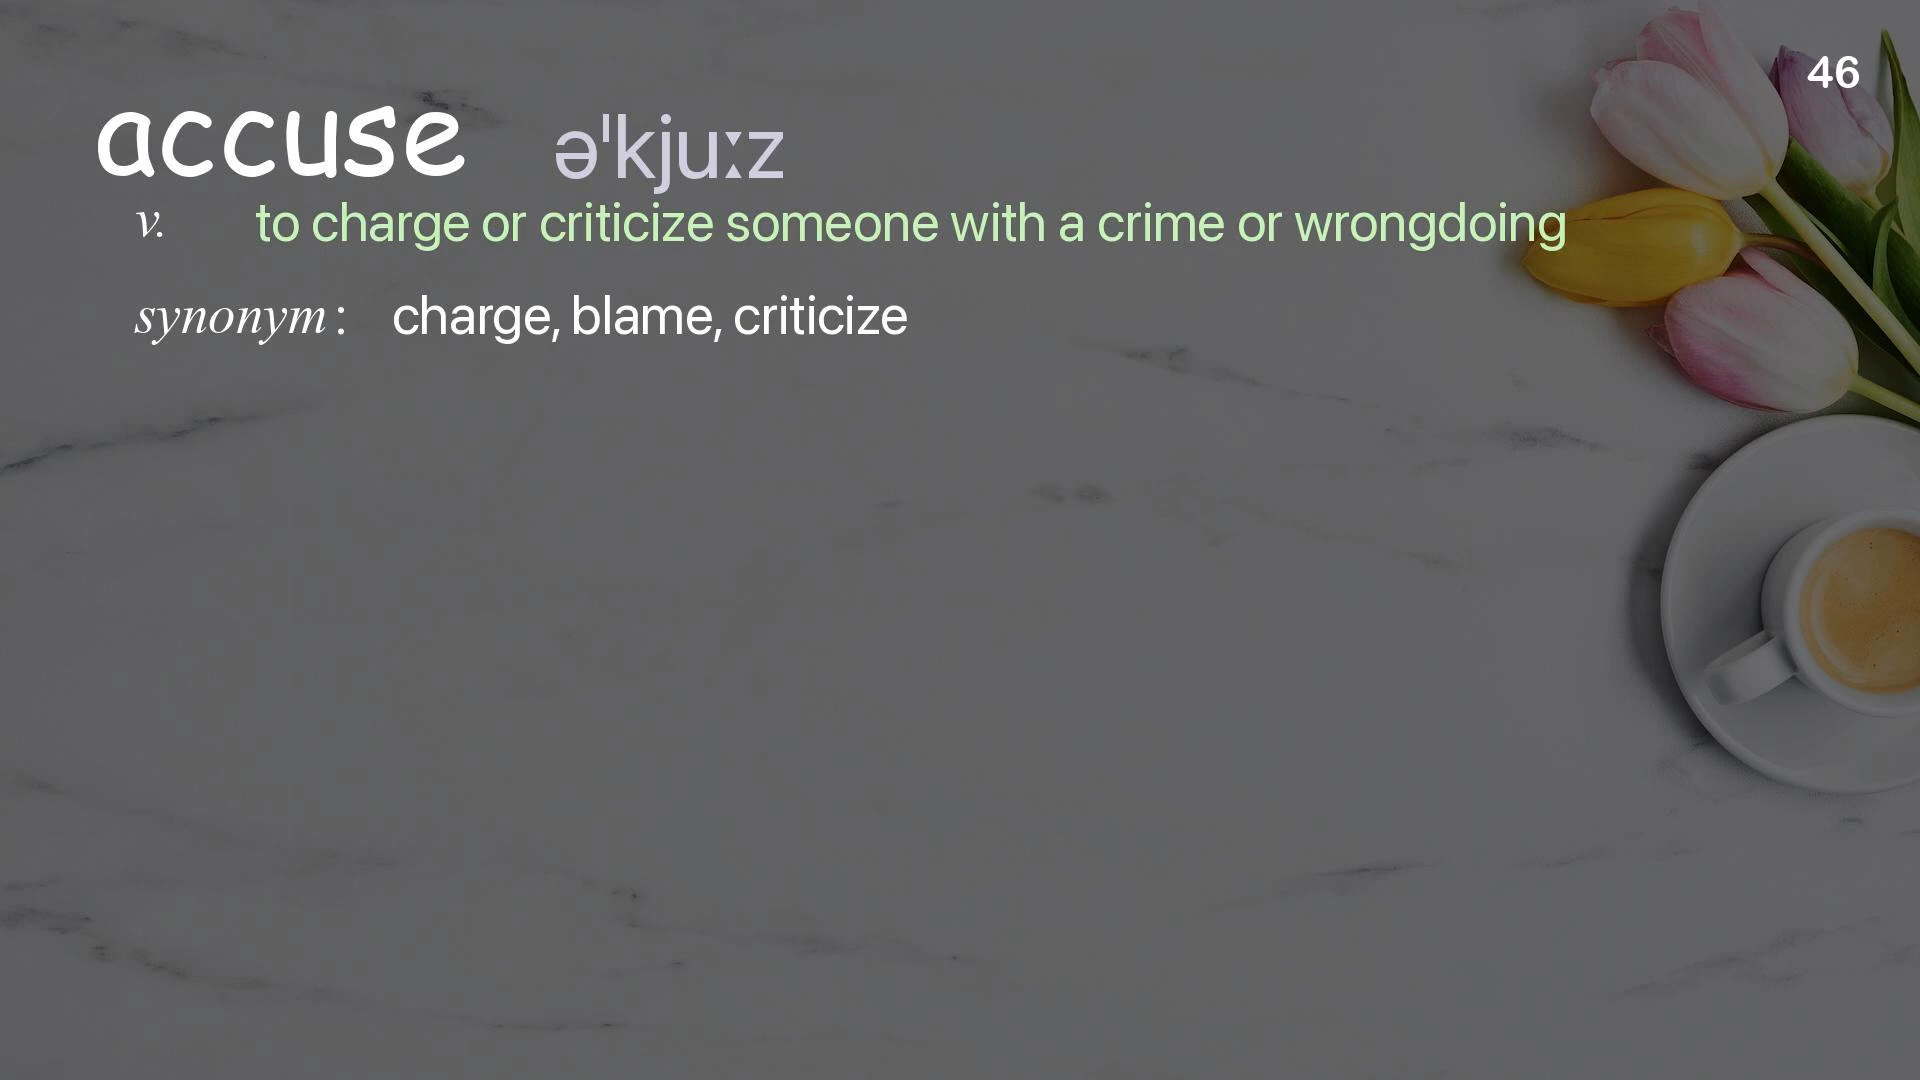 46
accuse əˈkjuːz
v. to charge or criticize someone with a crime or wrongdoing
synonym : charge, blame, criticize